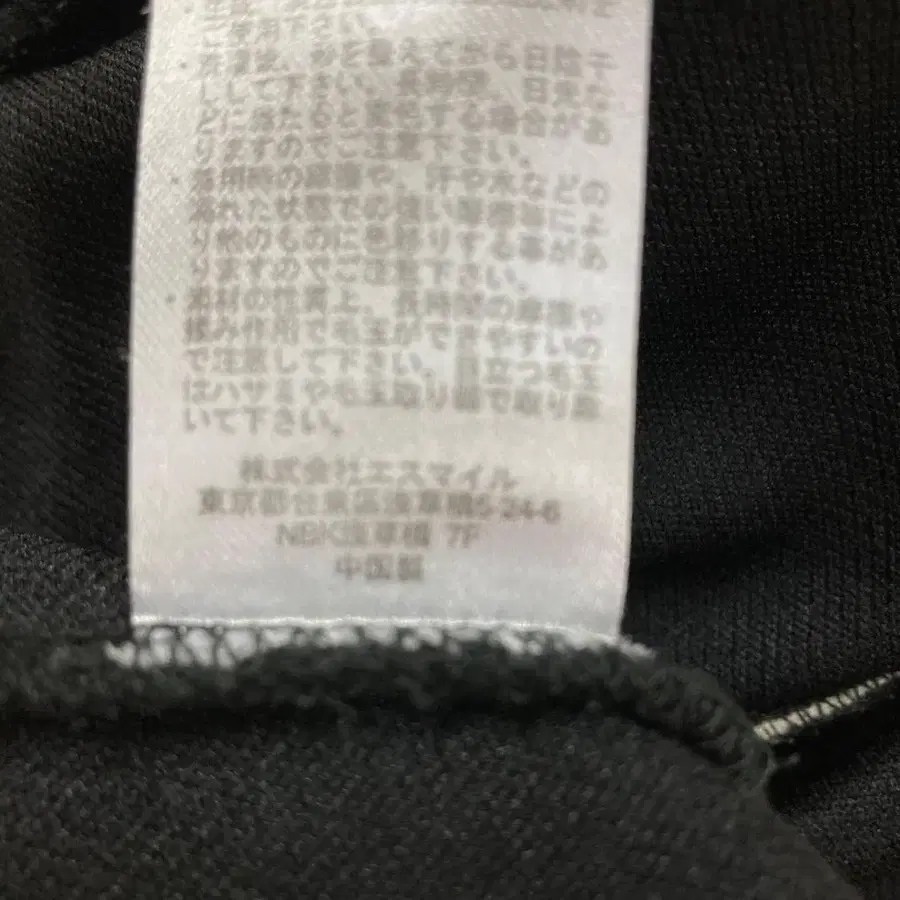 ご使用下さい。
・洗濯後、形を整えてから日陰干
しして下さい。長時間、日光な
どに当たると変色する場合があ
りますのでご注意下さい。
・着用時の摩擦や、汗や水などの
濡れた状態での強い摩擦等によ
り他のものに色移りする事があ
りますのでご注意下さい。
・素材の性質上、長時間の摩擦や
揉み作用で毛玉ができやすいの
で注意して下さい。目立つ毛玉
はハサミや毛玉取り器で取り除
いて下さい。
株式会社エスマイル
東京都台東区浅草橋5-24-6
NBK浅草橋 7F
中国製